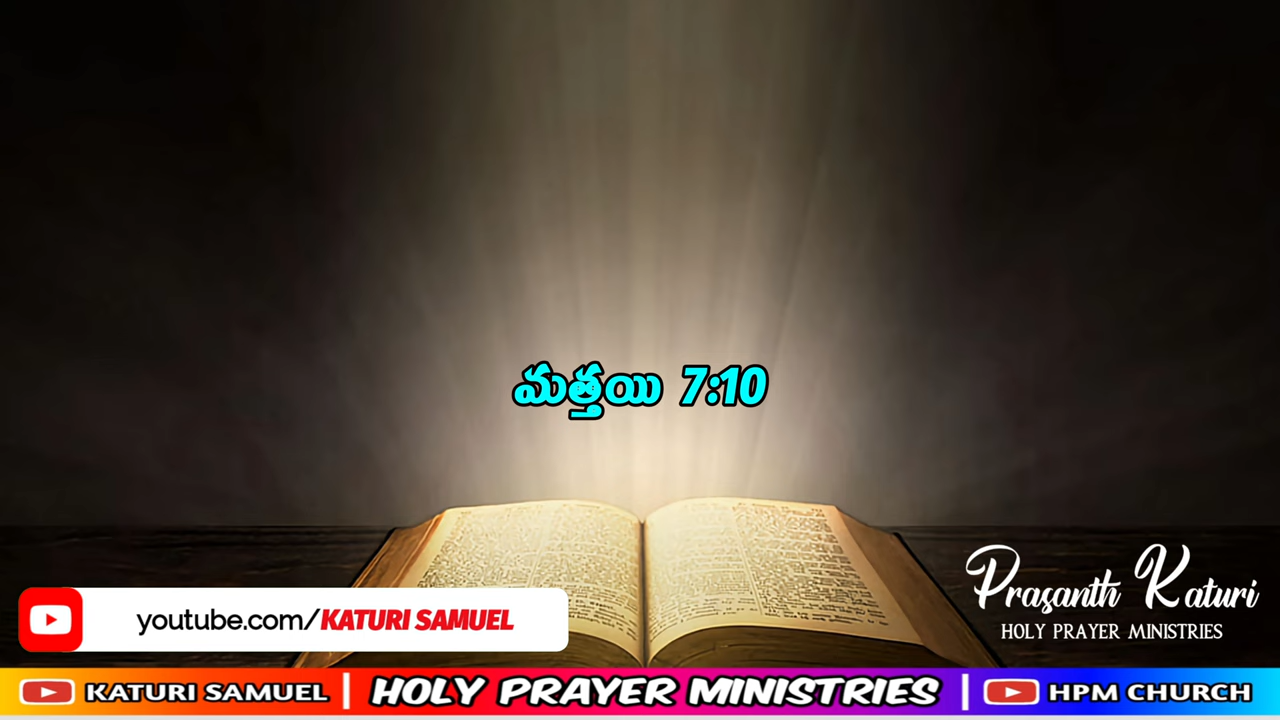 మత్తయి 7:10
youtube.com/KATURI SAMUEL
Prasanth Katuri
HOLY PRAYER MINISTRIES
KATURI SAMUEL | HOLY PRAYER MINISTRIES | HPM CHURCH